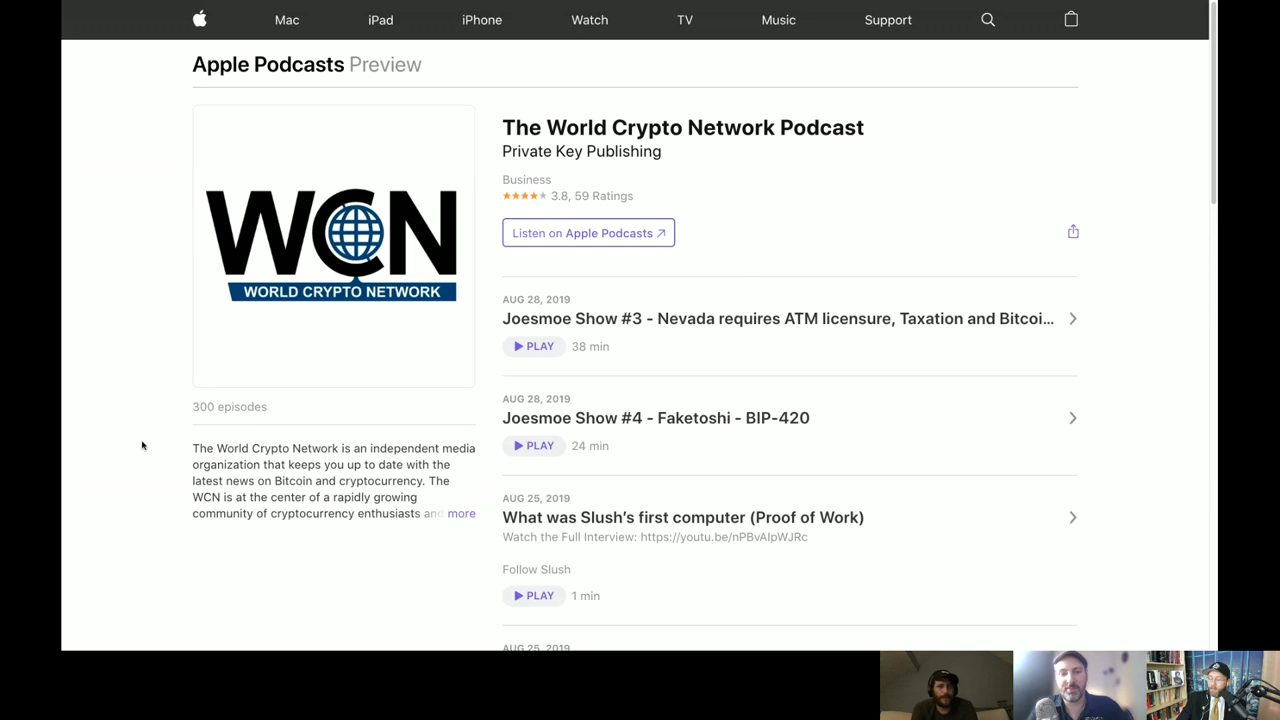 Mac iPad iPhone Watch TV Music Support
Apple Podcasts Preview
WCN
WORLD CRYPTO NETWORK
300 episodes
The World Crypto Network is an independent media
organization that keeps you up to date with the
latest news on Bitcoin and cryptocurrency. The
WCN is at the center of a rapidly growing
community of cryptocurrency enthusiasts and more
The World Crypto Network Podcast
Private Key Publishing
Business
3.8, 59 Ratings
Listen on Apple Podcasts ↗
AUG 28, 2019
Joesmoe Show #3 - Nevada requires ATM licensure, Taxation and Bitcoi...
PLAY 38 min
AUG 28, 2019
Joesmoe Show #4 - Faketoshi - BIP-420
PLAY 24 min
AUG 25, 2019
What was Slush's first computer (Proof of Work)
Watch the Full Interview: https://youtu.be/nPBvAIpWJRc
Follow Slush
PLAY 1 min
AUG 25, 2019